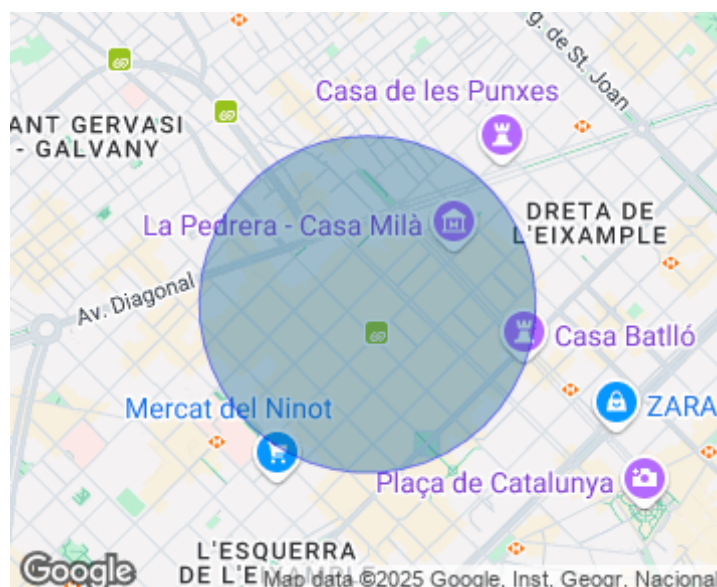 g. de St. Joan
Casa de les Punxes
ANT GERVASI
- GALVANY
La Pedrera - Casa Milà
DRETA DE
L'EIXAMPLE
Av. Diagonal
Casa Batlló
Mercat del Ninot
ZARA
Plaça de Catalunya
L'ESQUERRA
DE L'EIXAMPLE
Google
Map data ©2025 Google, Inst. Geogr. Nacional